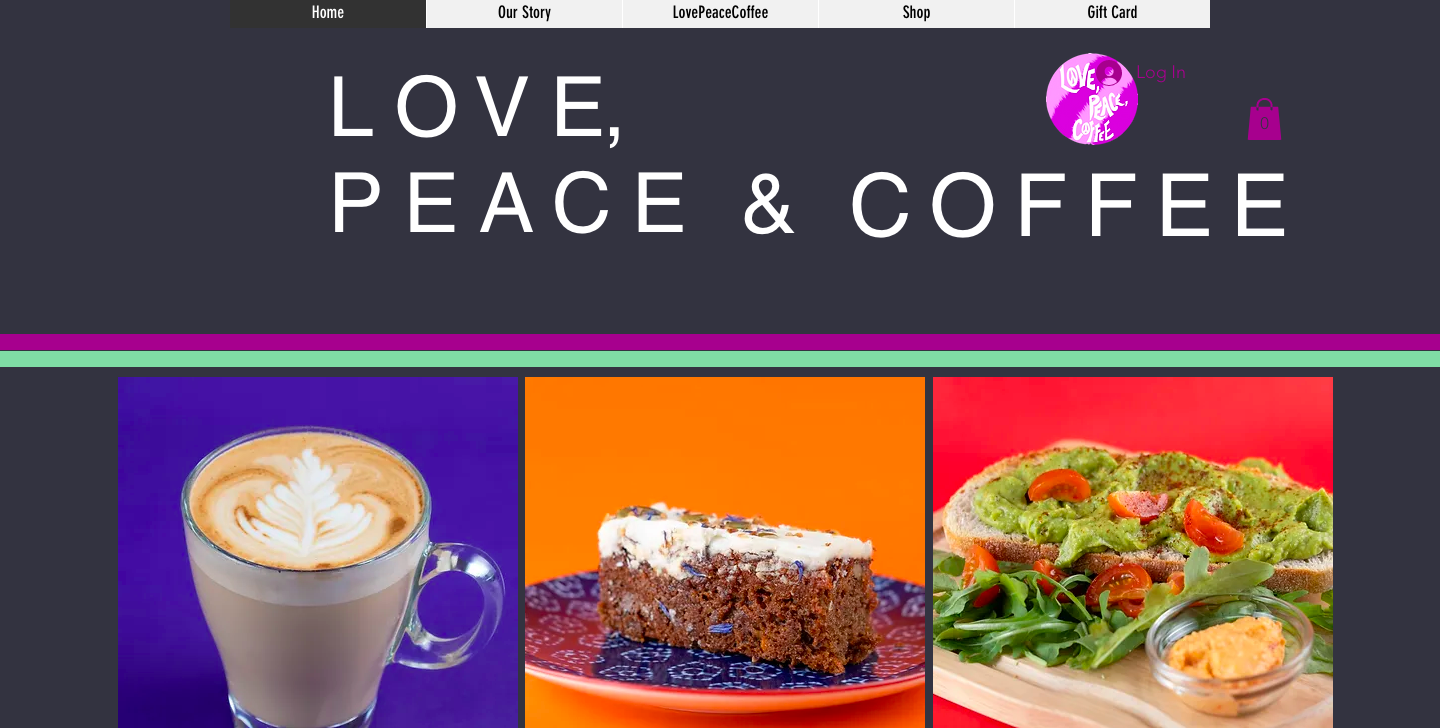 Home
Our Story
LovePeaceCoffee
Shop
Gift Card
LOVE,
PEACE & COFFEE
LOVE,
PEACE,
COFFEE
Log In
0